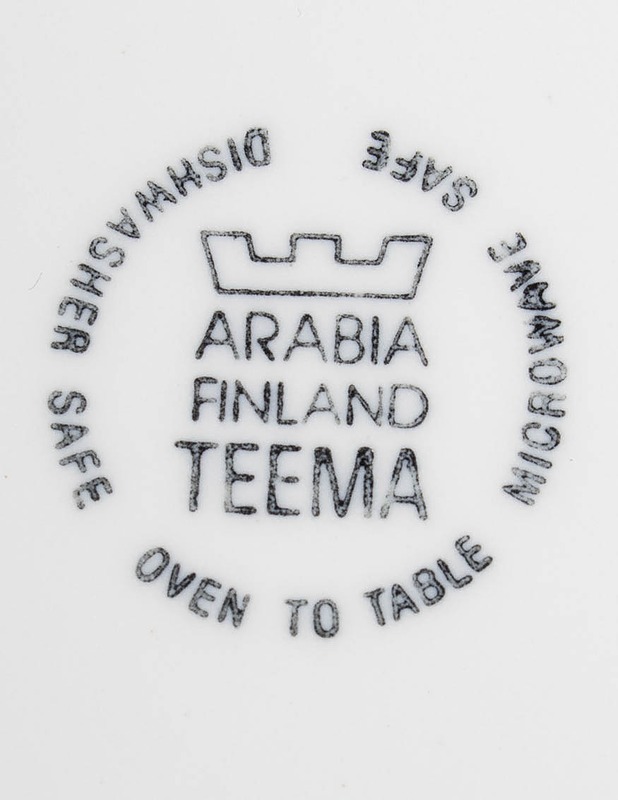 ARABIA
FINLAND
TEEMA
DISHWASHER SAFE
OVEN TO TABLE
MICROWAVE SAFE